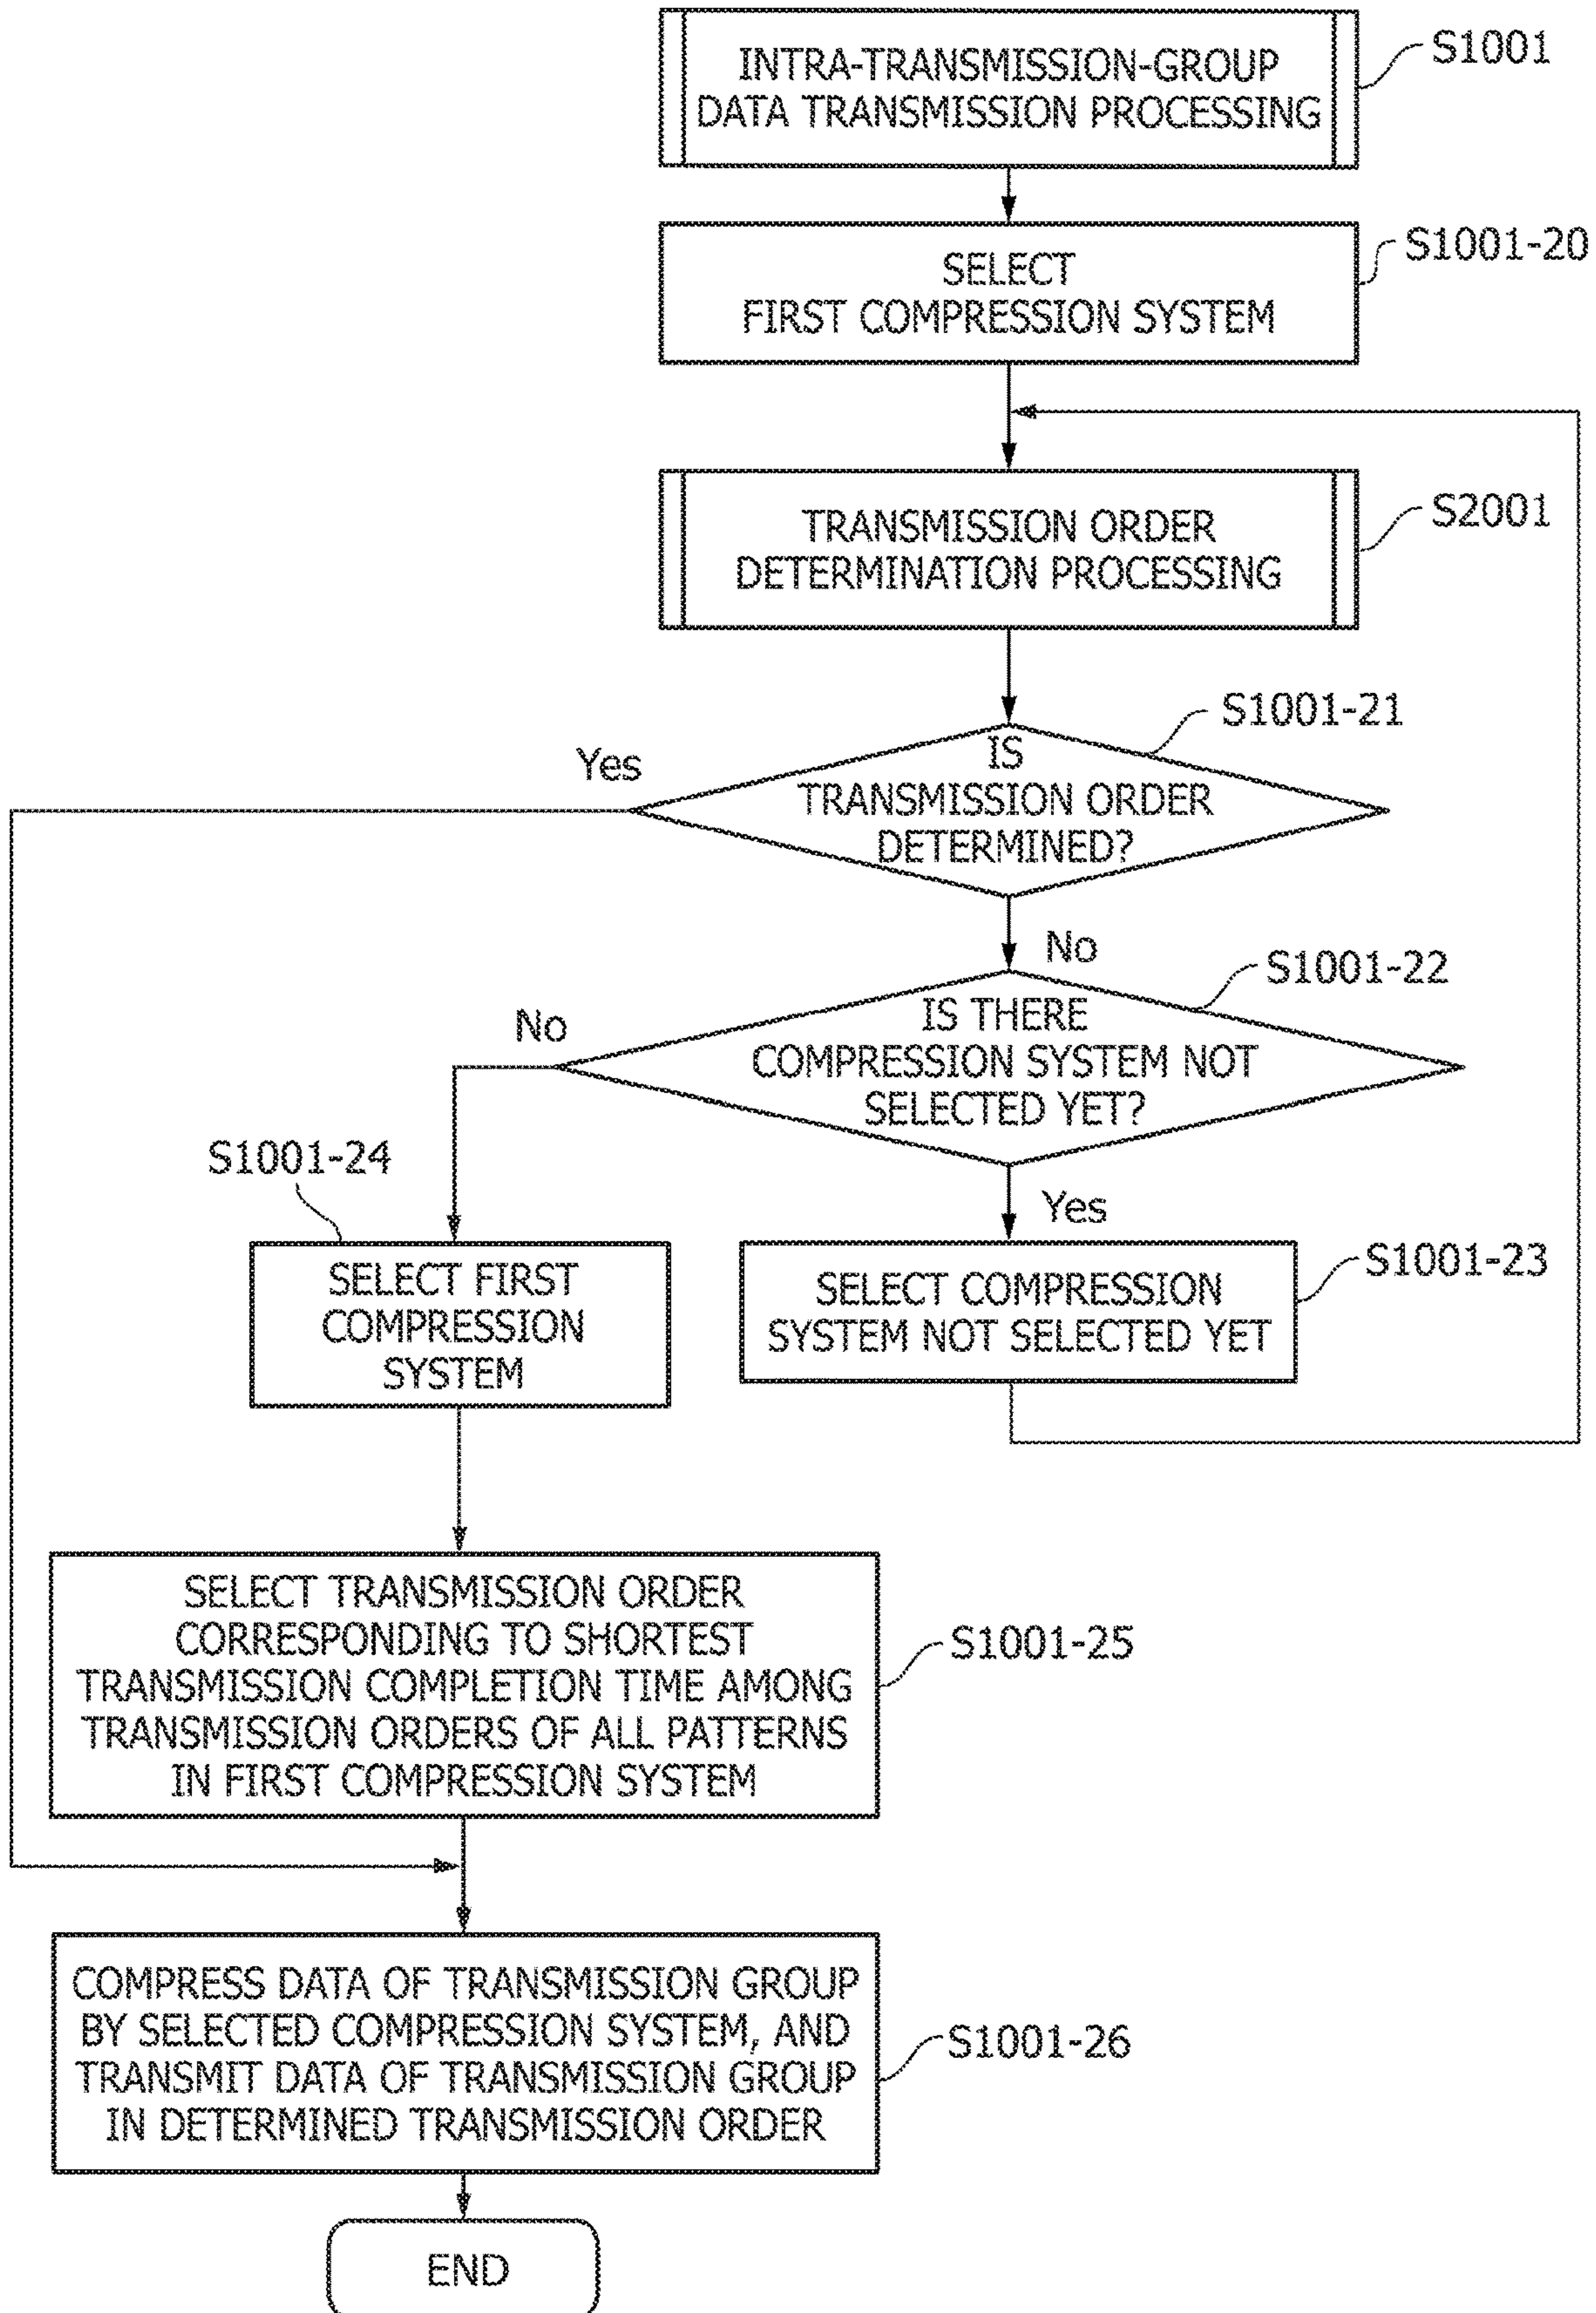 INTRA-TRANSMISSION-GROUP
DATA TRANSMISSION PROCESSING
S1001
SELECT
FIRST COMPRESSION SYSTEM
S1001-20
TRANSMISSION ORDER
DETERMINATION PROCESSING
S2001
S1001-21
Yes
IS
TRANSMISSION ORDER
DETERMINED?
No
S1001-22
No
IS THERE
COMPRESSION SYSTEM NOT
SELECTED YET?
S1001-24
Yes
SELECT FIRST
COMPRESSION
SYSTEM
SELECT COMPRESSION
SYSTEM NOT SELECTED YET
S1001-23
SELECT TRANSMISSION ORDER
CORRESPONDING TO SHORTEST
TRANSMISSION COMPLETION TIME AMONG
TRANSMISSION ORDERS OF ALL PATTERNS
IN FIRST COMPRESSION SYSTEM
S1001-25
COMPRESS DATA OF TRANSMISSION GROUP
BY SELECTED COMPRESSION SYSTEM, AND
TRANSMIT DATA OF TRANSMISSION GROUP
IN DETERMINED TRANSMISSION ORDER
S1001-26
END